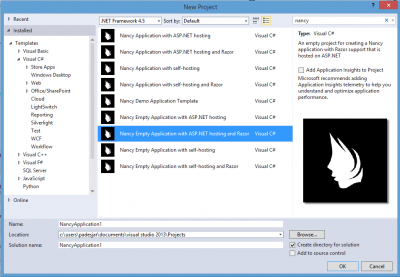 New Project
Recent
.NET Framework 4.5
Sort by:
Default
nancy
Installed
Templates
Visual Basic
Visual C#
Store Apps
Windows Desktop
Web
Office/SharePoint
Cloud
LightSwitch
Reporting
Silverlight
Test
WCF
Workflow
Visual C++
Visual F#
SQL Server
JavaScript
Python
Online
Nancy Application with ASP.NET hosting Visual C#
Nancy Application with ASP.NET hosting and Razor Visual C#
Nancy Application with self-hosting Visual C#
Nancy Application with self-hosting and Razor Visual C#
Nancy Demo Application Template Visual C#
Nancy Empty Application with ASP.NET hosting Visual C#
Nancy Empty Application with ASP.NET hosting and Razor Visual C#
Nancy Empty Application with self-hosting Visual C#
Nancy Empty Application with self-hosting and Razor Visual C#
Type: Visual C#
An empty project for creating a Nancy
application with Razor support that is
hosted on ASP.NET.
Add Application Insights to Project
Microsoft recommends adding
Application Insights telemetry to help you
understand and optimize application
performance.
Name:
NancyApplication1
Location:
c:\users\padesjar\documents\visual studio 2013\Projects
Browse...
Solution name:
NancyApplication1
Create directory for solution
Add to source control
OK
Cancel